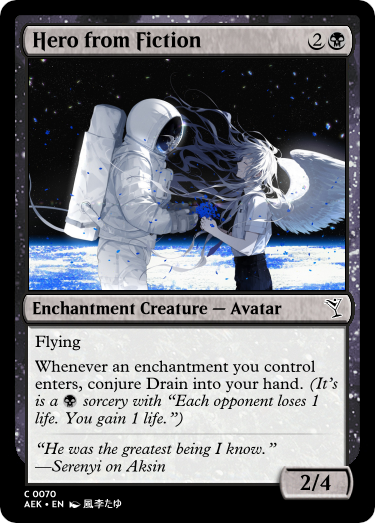 Hero from Fiction 2
Enchantment Creature — Avatar
Flying
Whenever an enchantment you control
enters, conjure Drain into your hand. (It's
is a sorcery with “Each opponent loses 1
life. You gain 1 life.”)
“He was the greatest being I know.”
—Serenyi on Aksin
2/4
C 0070
AEK • EN 風李たゆ